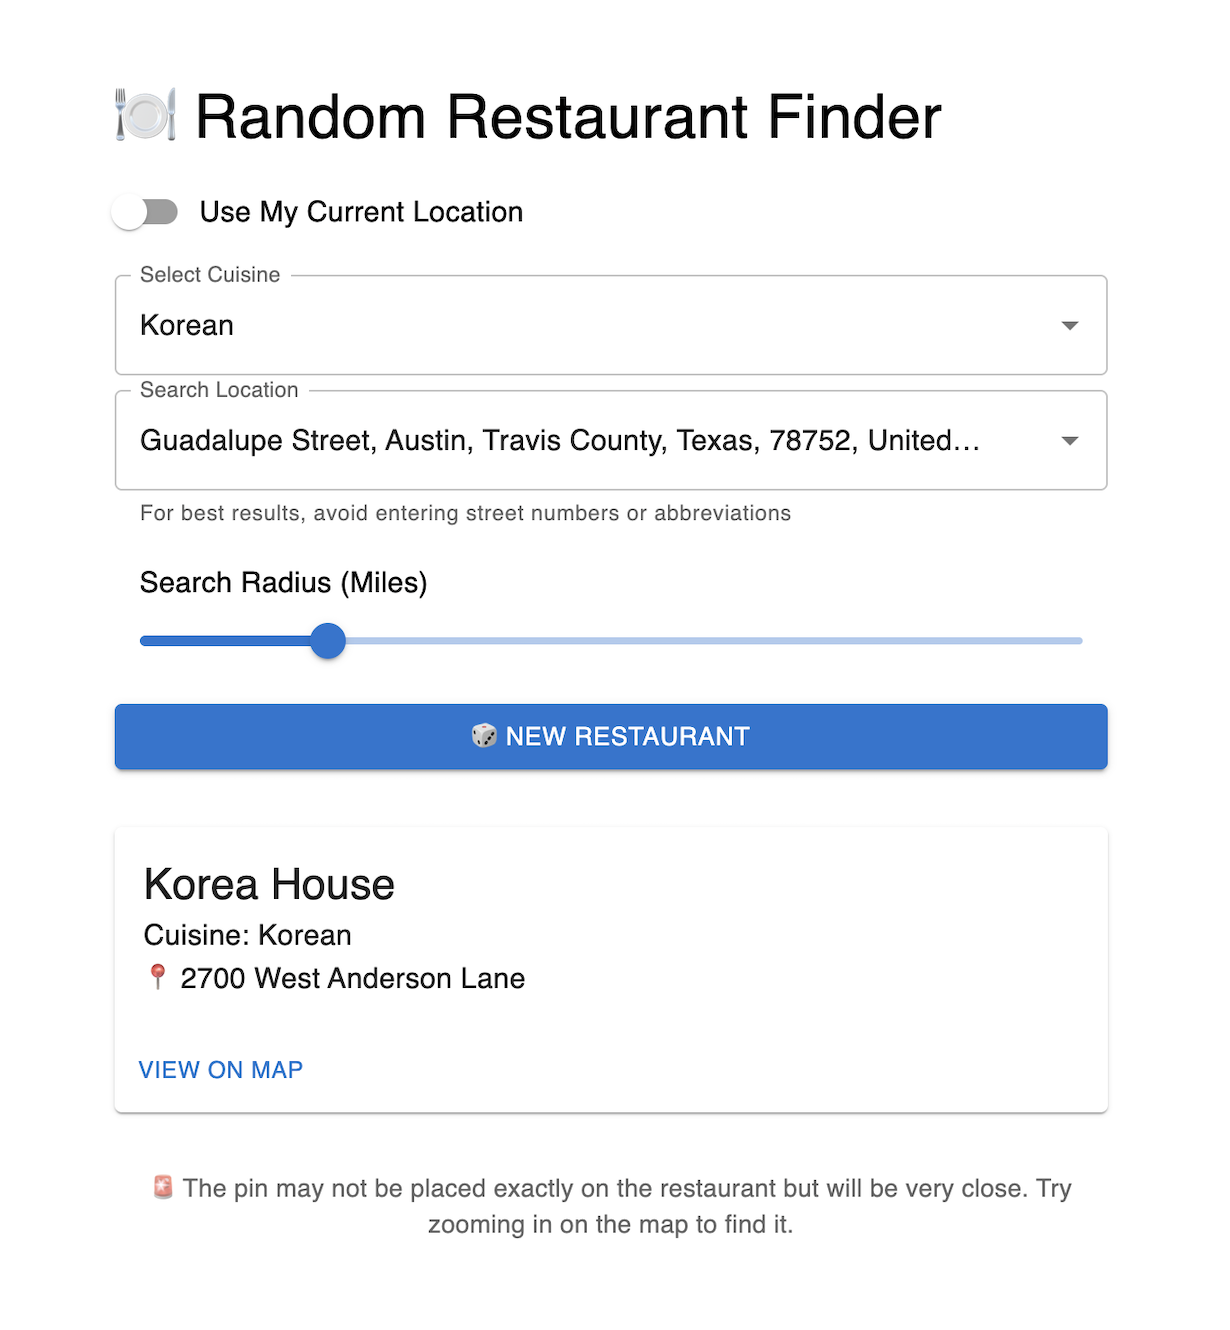 Random Restaurant Finder
Use My Current Location
Select Cuisine
Korean
Search Location
Guadalupe Street, Austin, Travis County, Texas, 78752, United…
For best results, avoid entering street numbers or abbreviations
Search Radius (Miles)
NEW RESTAURANT
Korea House
Cuisine: Korean
2700 West Anderson Lane
VIEW ON MAP
The pin may not be placed exactly on the restaurant but will be very close. Try
zooming in on the map to find it.